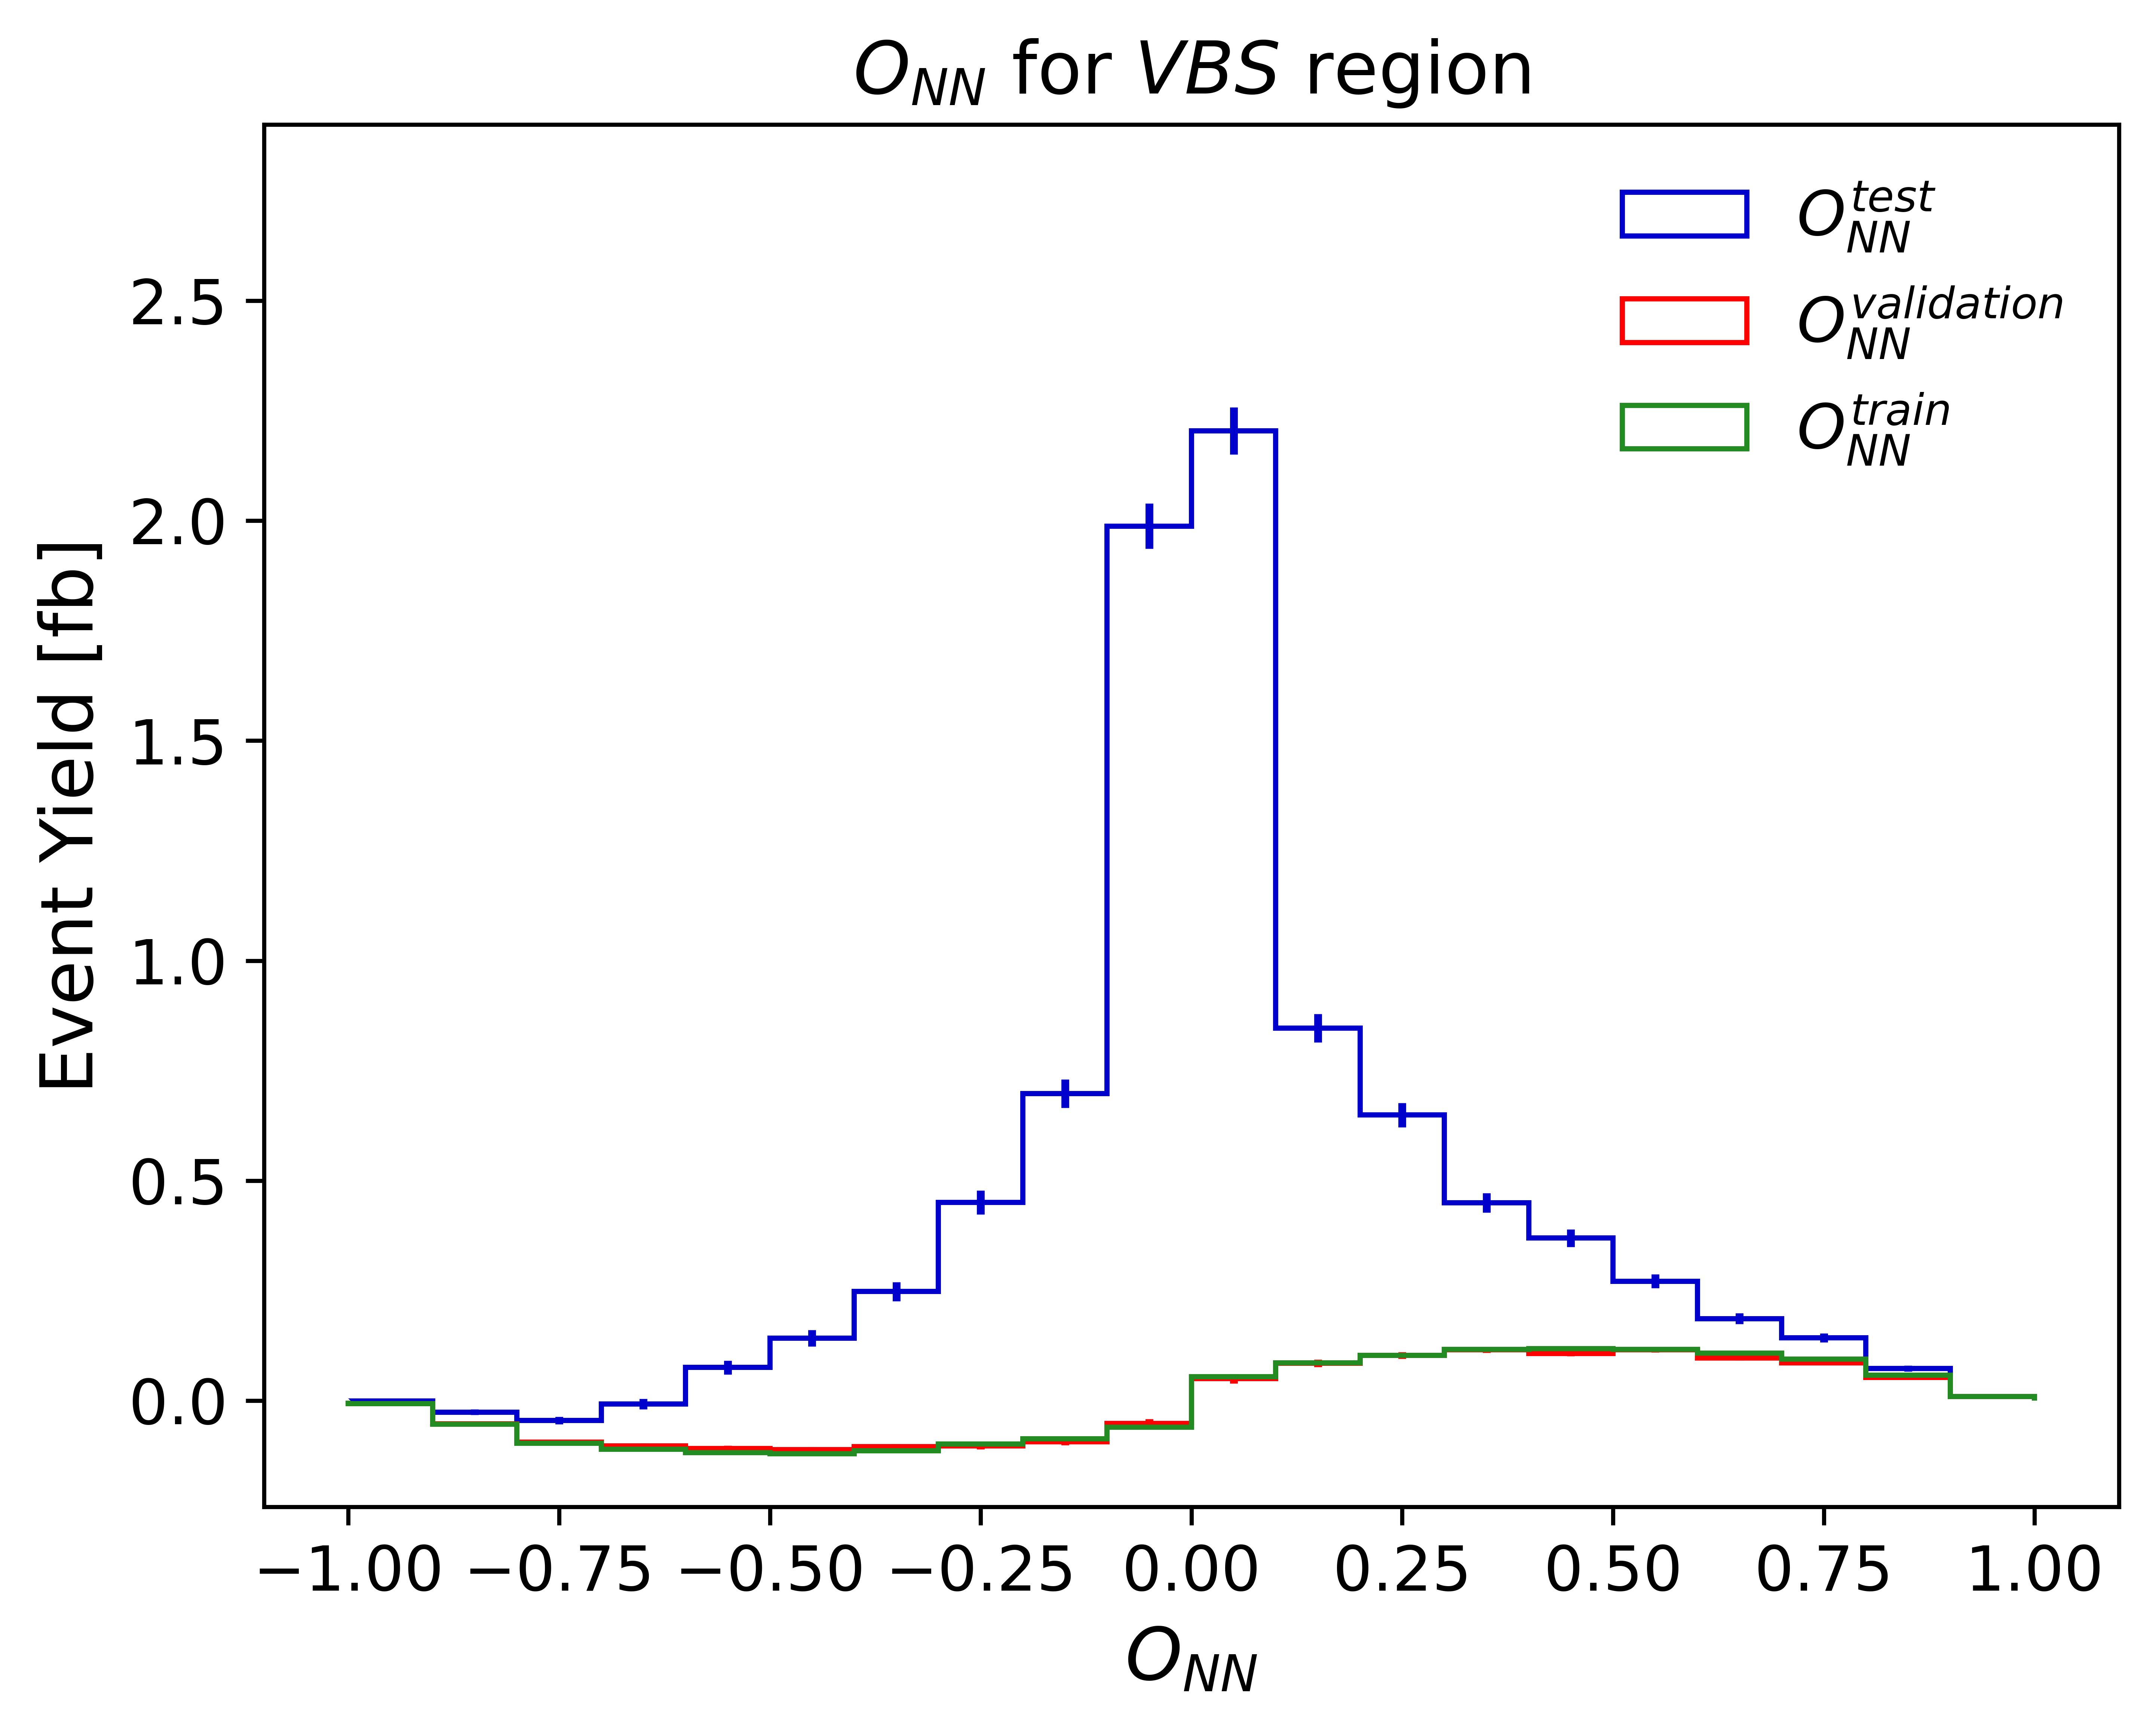 O_NN for VBS region
O_NN^test
O_NN^validation
O_NN^train
Event Yield [fb]
2.5
2.0
1.5
1.0
0.5
0.0
−1.00 −0.75 −0.50 −0.25 0.00 0.25 0.50 0.75 1.00
O_NN